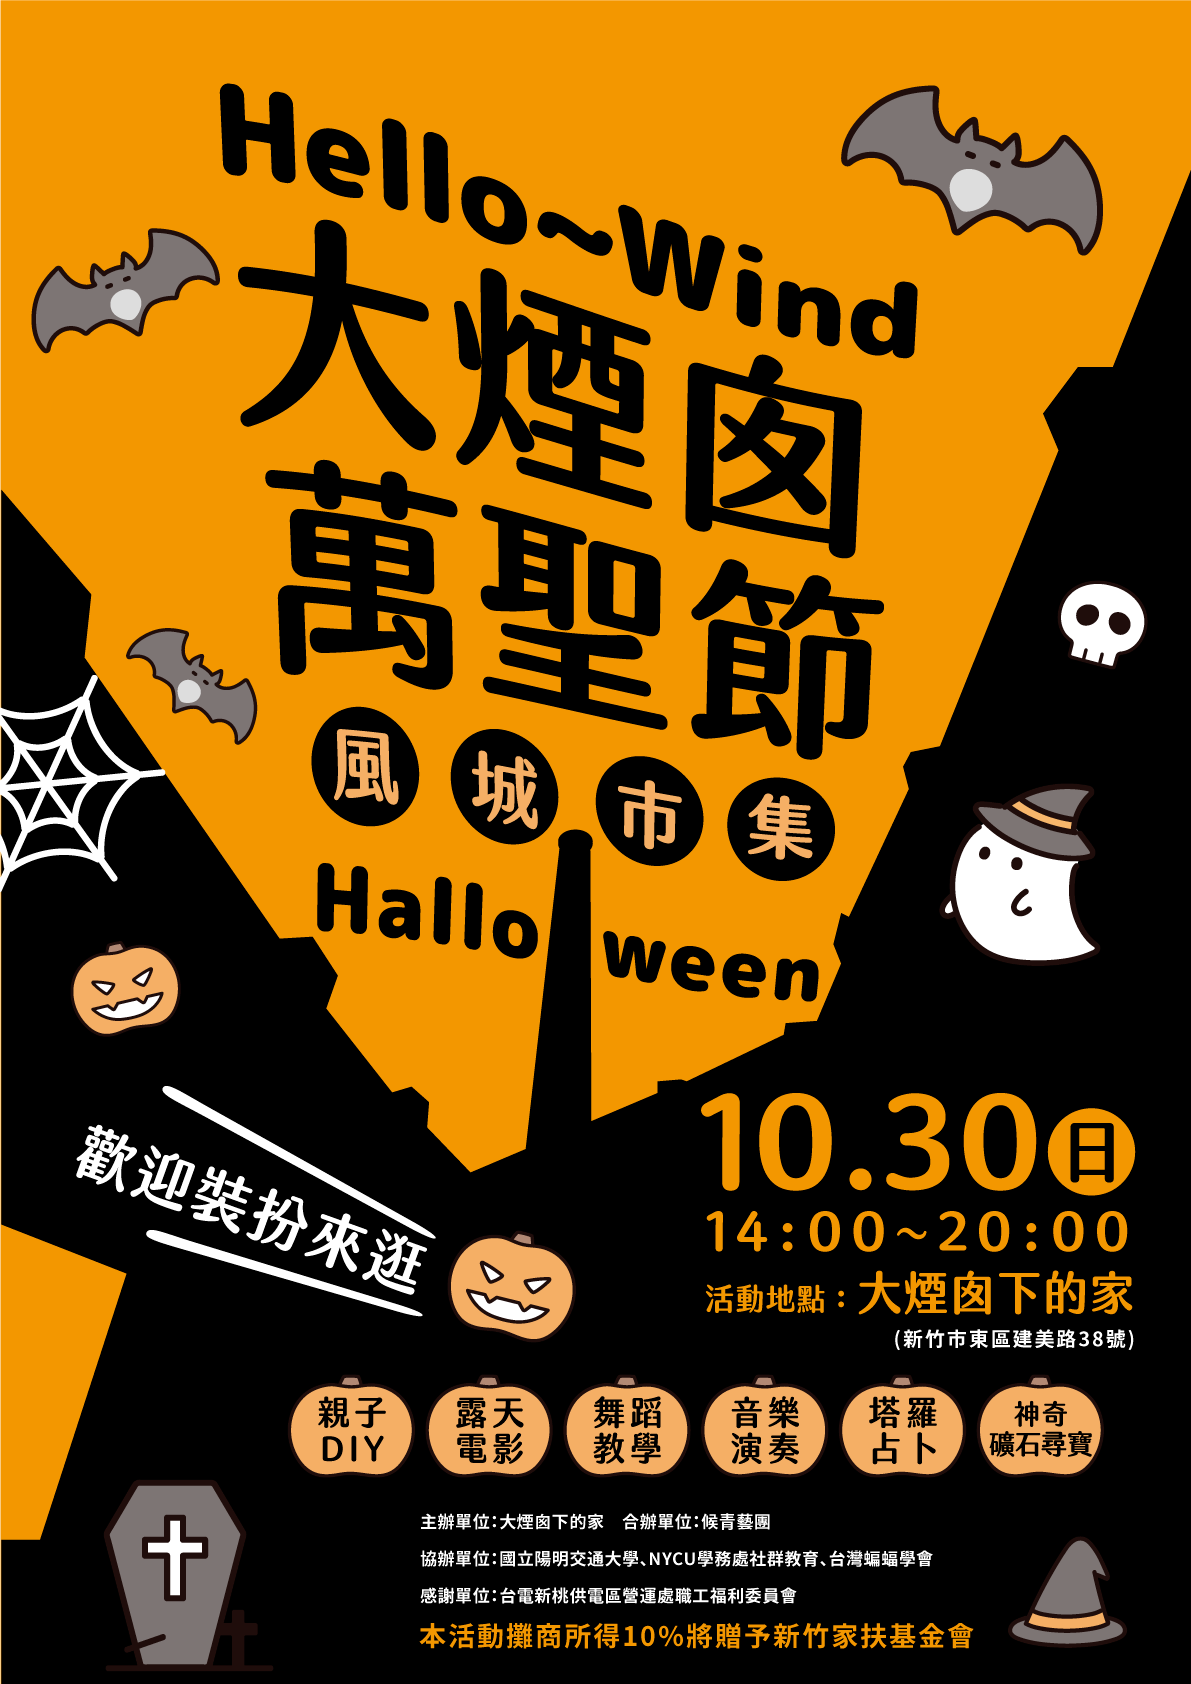 Hello~Wind
大煙囪
萬聖節
風城市集
Hallo ween
歡迎裝扮來逛
10.30日
14:00~20:00
活動地點：大煙囪下的家
(新竹市東區建美路38號)
親子
DIY
露天
電影
舞蹈
教學
音樂
演奏
塔羅
占卜
神奇
礦石尋寶
主辦單位：大煙囪下的家　合辦單位：候青藝團
協辦單位：國立陽明交通大學、NYCU學務處社群教育、台灣蝙蝠學會
感謝單位：台電新桃供電區營運處職工福利委員會
本活動攤商所得10%將贈予新竹家扶基金會